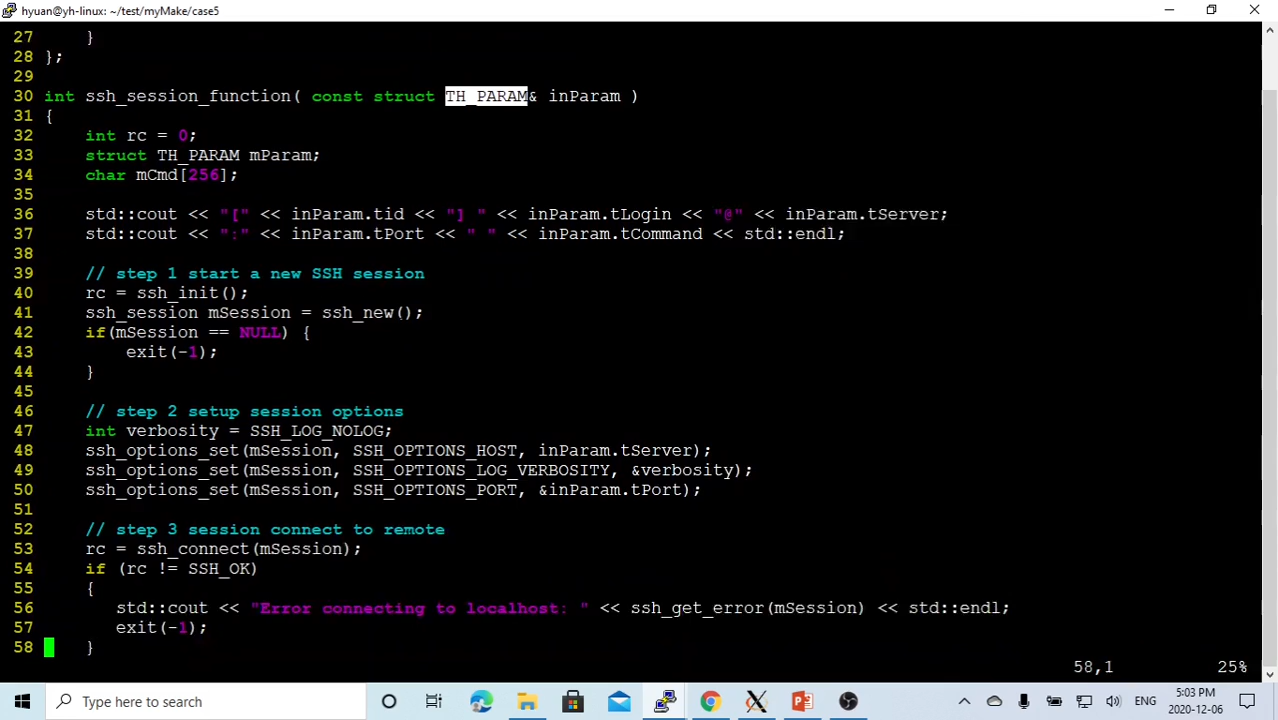 hyuan@yh-linux: ~/test/myMake/case5
27         }
28 };
29
30 int ssh_session_function( const struct TH_PARAM& inParam )
31 {
32     int rc = 0;
33     struct TH_PARAM mParam;
34     char mCmd[256];
35
36     std::cout << "[" << inParam.tid << "] " << inParam.tLogin << "@" << inParam.tServer;
37     std::cout << ":" << inParam.tPort << " " << inParam.tCommand << std::endl;
38
39     // step 1 start a new SSH session
40     rc = ssh_init();
41     ssh_session mSession = ssh_new();
42     if(mSession == NULL) {
43         exit(-1);
44     }
45
46     // step 2 setup session options
47     int verbosity = SSH_LOG_NOLOG;
48     ssh_options_set(mSession, SSH_OPTIONS_HOST, inParam.tServer);
49     ssh_options_set(mSession, SSH_OPTIONS_LOG_VERBOSITY, &verbosity);
50     ssh_options_set(mSession, SSH_OPTIONS_PORT, &inParam.tPort);
51
52     // step 3 session connect to remote
53     rc = ssh_connect(mSession);
54     if (rc != SSH_OK)
55     {
56        std::cout << "Error connecting to localhost: " << ssh_get_error(mSession) << std::endl;
57        exit(-1);
58     }
58,1 25%
Type here to search
ENG
5:03 PM
2020-12-06